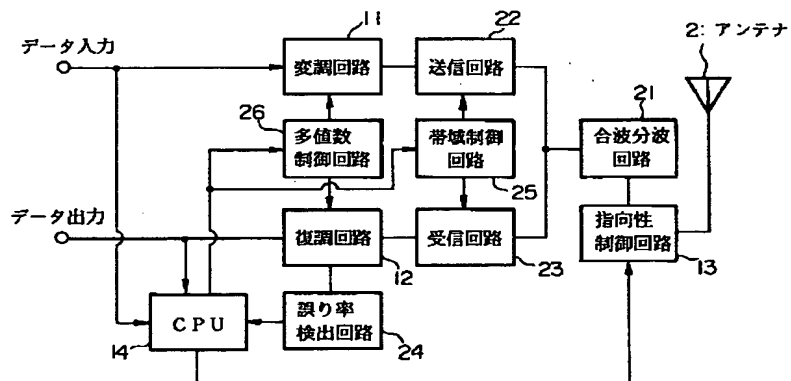 データ入力
11
変調回路
22
送信回路
2: アンテナ
26
多値数
制御回路
帯域制御
回路
25
21
合波分波
回路
データ出力
復調回路
12
受信回路
23
指向性
制御回路
13
CPU
14
誤り率
検出回路
24